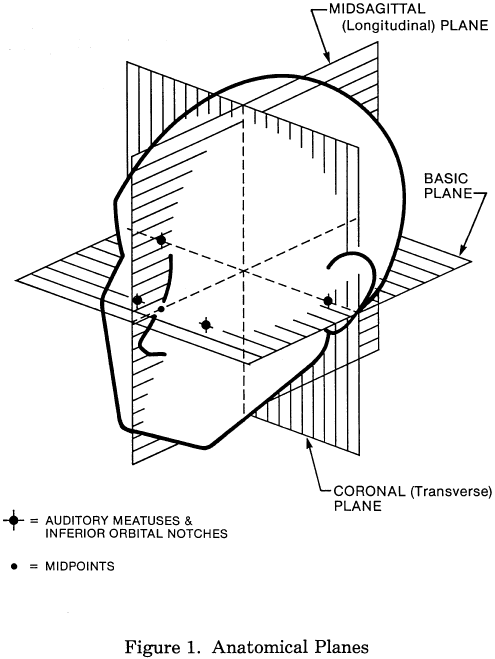 MIDSAGITTAL
(Longitudinal) PLANE
BASIC
PLANE
CORONAL (Transverse)
PLANE
= AUDITORY MEATUSES &
INFERIOR ORBITAL NOTCHES
= MIDPOINTS
Figure 1. Anatomical Planes